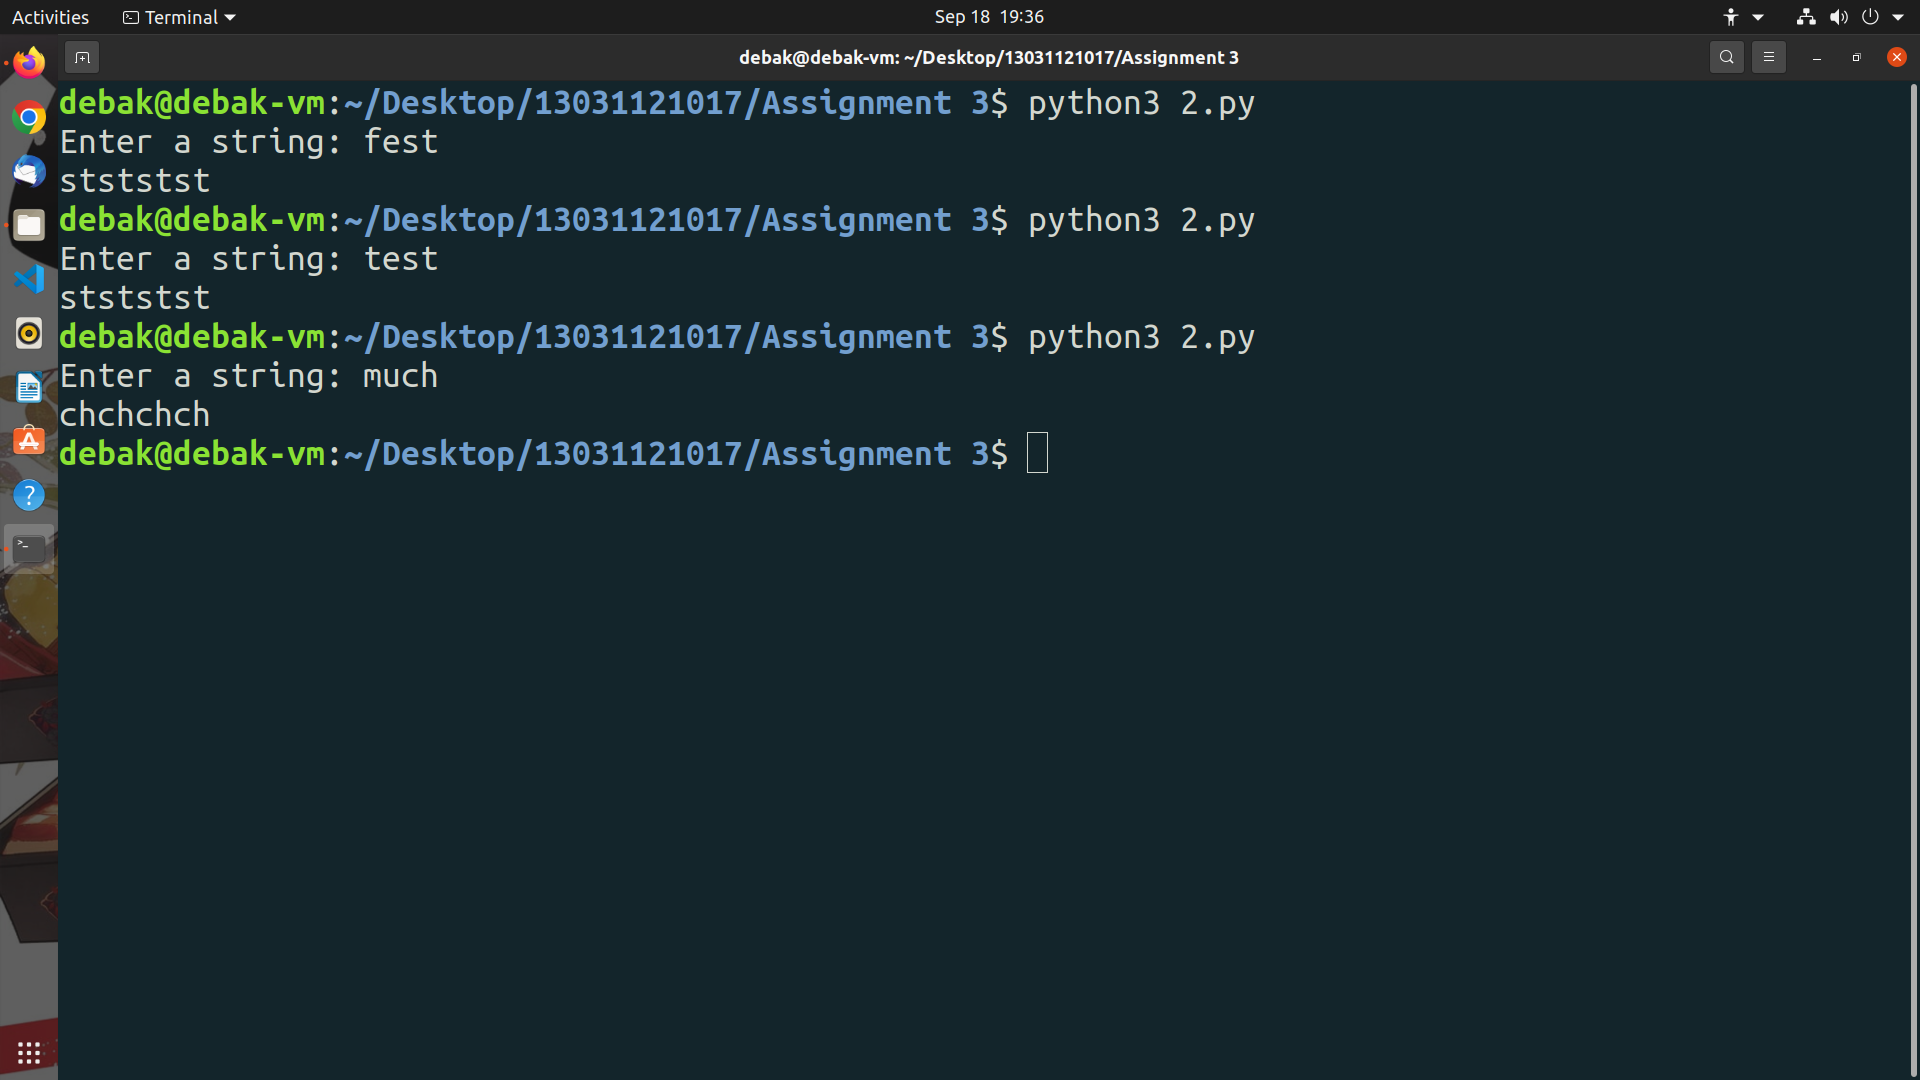 Activities Terminal Sep 18 19:36
debak@debak-vm: ~/Desktop/13031121017/Assignment 3
debak@debak-vm:~/Desktop/13031121017/Assignment 3$ python3 2.py
Enter a string: fest
stststst
debak@debak-vm:~/Desktop/13031121017/Assignment 3$ python3 2.py
Enter a string: test
stststst
debak@debak-vm:~/Desktop/13031121017/Assignment 3$ python3 2.py
Enter a string: much
chchchch
debak@debak-vm:~/Desktop/13031121017/Assignment 3$